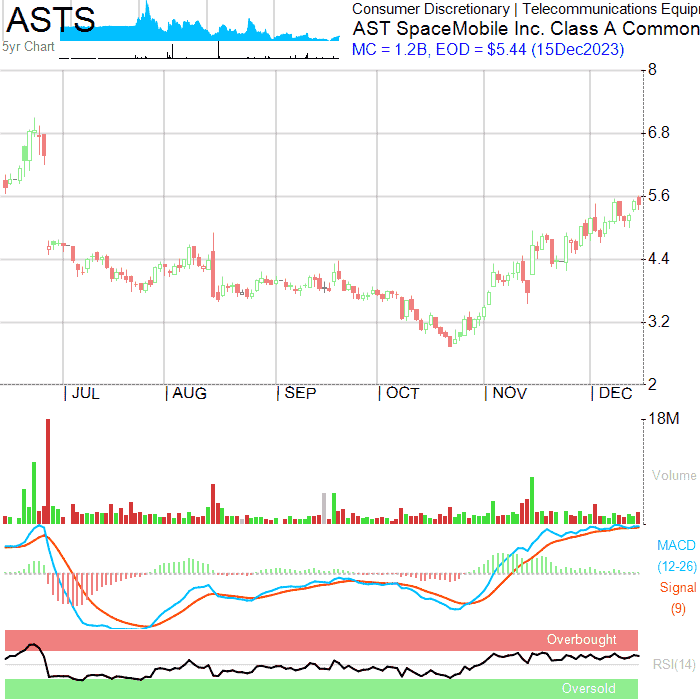 ASTS
5yr Chart
Consumer Discretionary | Telecommunications Equip
AST SpaceMobile Inc. Class A Common
MC = 1.2B, EOD = $5.44 (15Dec2023)
8
6.8
5.6
4.4
3.2
2
| JUL | AUG | SEP | OCT | NOV | DEC
18M
Volume
MACD
(12-26)
Signal
(9)
Overbought
RSI(14)
Oversold